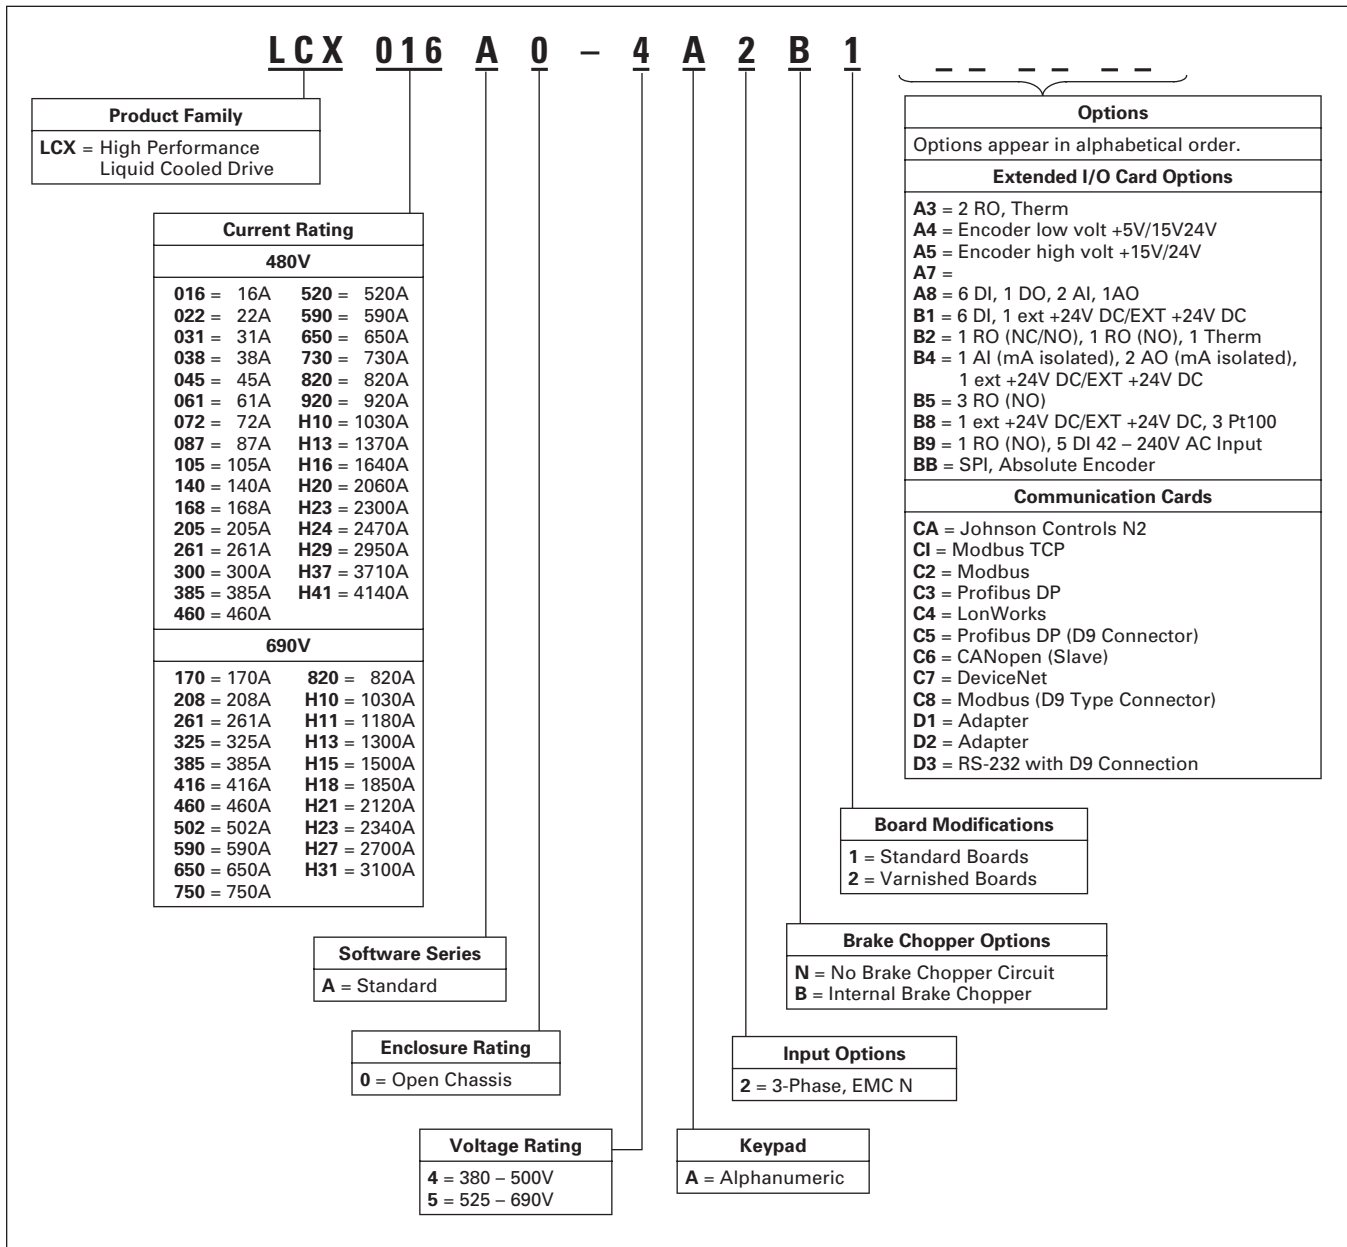 LCX 016 A 0 – 4 A 2 B 1 _ _ _ _ _ _
Product Family
LCX = High Performance
Liquid Cooled Drive
Current Rating
480V
016 = 16A 520 = 520A
022 = 22A 590 = 590A
031 = 31A 650 = 650A
038 = 38A 730 = 730A
045 = 45A 820 = 820A
061 = 61A 920 = 920A
072 = 72A H10 = 1030A
087 = 87A H13 = 1370A
105 = 105A H16 = 1640A
140 = 140A H20 = 2060A
168 = 168A H23 = 2300A
205 = 205A H24 = 2470A
261 = 261A H29 = 2950A
300 = 300A H37 = 3710A
385 = 385A H41 = 4140A
460 = 460A
690V
170 = 170A 820 = 820A
208 = 208A H10 = 1030A
261 = 261A H11 = 1180A
325 = 325A H13 = 1300A
385 = 385A H15 = 1500A
416 = 416A H18 = 1850A
460 = 460A H21 = 2120A
502 = 502A H23 = 2340A
590 = 590A H27 = 2700A
650 = 650A H31 = 3100A
750 = 750A
Software Series
A = Standard
Enclosure Rating
0 = Open Chassis
Voltage Rating
4 = 380 – 500V
5 = 525 – 690V
Keypad
A = Alphanumeric
Input Options
2 = 3-Phase, EMC N
Brake Chopper Options
N = No Brake Chopper Circuit
B = Internal Brake Chopper
Board Modifications
1 = Standard Boards
2 = Varnished Boards
Options
Options appear in alphabetical order.
Extended I/O Card Options
A3 = 2 RO, Therm
A4 = Encoder low volt +5V/15V24V
A5 = Encoder high volt +15V/24V
A7 =
A8 = 6 DI, 1 DO, 2 AI, 1AO
B1 = 6 DI, 1 ext +24V DC/EXT +24V DC
B2 = 1 RO (NC/NO), 1 RO (NO), 1 Therm
B4 = 1 AI (mA isolated), 2 AO (mA isolated),
1 ext +24V DC/EXT +24V DC
B5 = 3 RO (NO)
B8 = 1 ext +24V DC/EXT +24V DC, 3 Pt100
B9 = 1 RO (NO), 5 DI 42 – 240V AC Input
BB = SPI, Absolute Encoder
Communication Cards
CA = Johnson Controls N2
CI = Modbus TCP
C2 = Modbus
C3 = Profibus DP
C4 = LonWorks
C5 = Profibus DP (D9 Connector)
C6 = CANopen (Slave)
C7 = DeviceNet
C8 = Modbus (D9 Type Connector)
D1 = Adapter
D2 = Adapter
D3 = RS-232 with D9 Connection